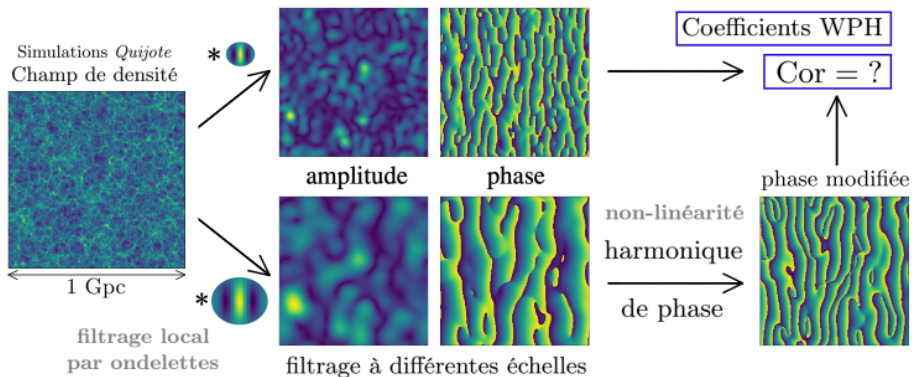 Simulations Quijote
Champ de densité
1 Gpc
*
*
filtrage local
par ondelettes
amplitude
phase
filtrage à différentes échelles
non-linéarité
harmonique
de phase
Coefficients WPH
Cor = ?
phase modifiée